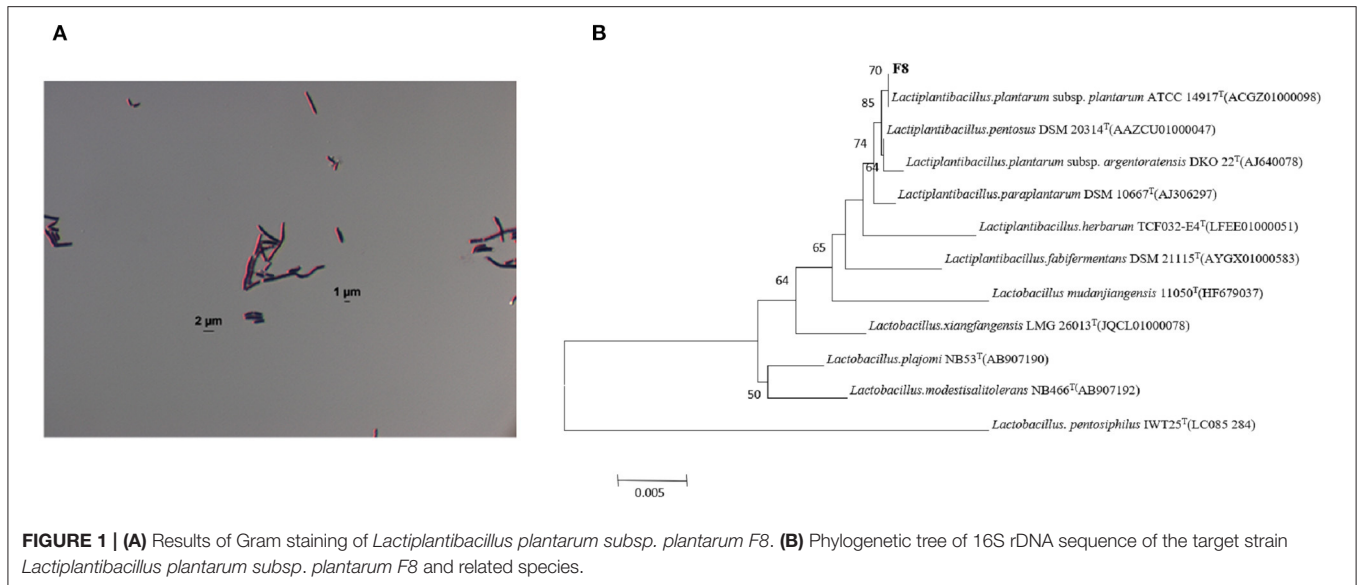 A
B
2 µm
1 µm
70
F8
85
Lactiplantibacillus.plantarum subsp. plantarum ATCC 14917T(ACGZ01000098)
Lactiplantibacillus.pentosus DSM 20314T(AAZCU01000047)
74
64
Lactiplantibacillus.plantarum subsp. argentoratensis DKO 22T(AJ640078)
Lactiplantibacillus.paraplantarum DSM 10667T(AJ306297)
Lactiplantibacillus.herbarum TCF032-E4T(LFEE01000051)
65
Lactiplantibacillus.fabifermentans DSM 21115T(AYGX01000583)
64
Lactobacillus mudanjiangensis 11050T(HF679037)
Lactobacillus.xiangfangensis LMG 26013T(JQCL01000078)
Lactobacillus.plajomi NB53T(AB907190)
50
Lactobacillus.modestisalitolerans NB466T(AB907192)
Lactobacillus. pentosiphilus IWT25T(LC085 284)
0.005
FIGURE 1 | (A) Results of Gram staining of Lactiplantibacillus plantarum subsp. plantarum F8. (B) Phylogenetic tree of 16S rDNA sequence of the target strain
Lactiplantibacillus plantarum subsp. plantarum F8 and related species.